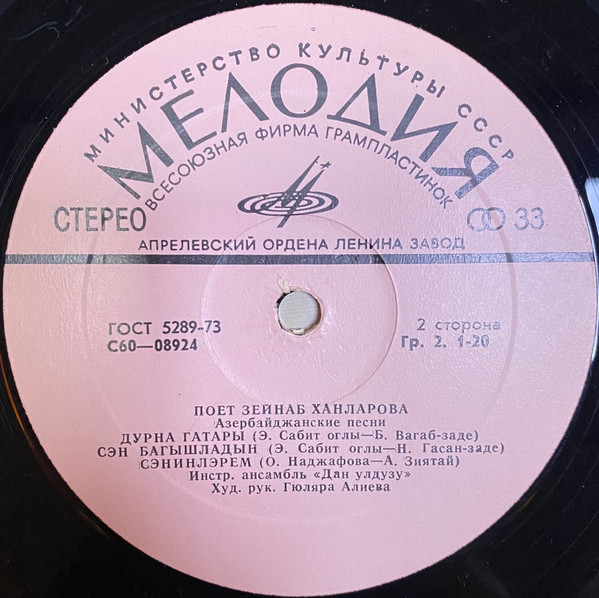 МИНИСТЕРСТВО КУЛЬТУРЫ СССР
МЕЛОДИЯ
ВСЕСОЮЗНАЯ ФИРМА ГРАМПЛАСТИНОК
СТЕРЕО
33
АПРЕЛЕВСКИЙ ОРДЕНА ЛЕНИНА ЗАВОД
ГОСТ 5289-73
С60—08924
2 сторона
Гр. 2. 1-20
ПОЕТ ЗЕЙНАБ ХАНЛАРОВА
Азербайджанские песни
ДУРНА ГАТАРЫ (Э. Сабит оглы—Б. Вагаб-заде)
СЭН БАГЫШЛАДЫН (Э. Сабит оглы—Н. Гасан-заде)
СЭНИНЛЭРЕМ (О. Наджафова—А. Зиятай)
Инстр. ансамбль «Дан улдузу»
Худ. рук. Гюляра Алиева